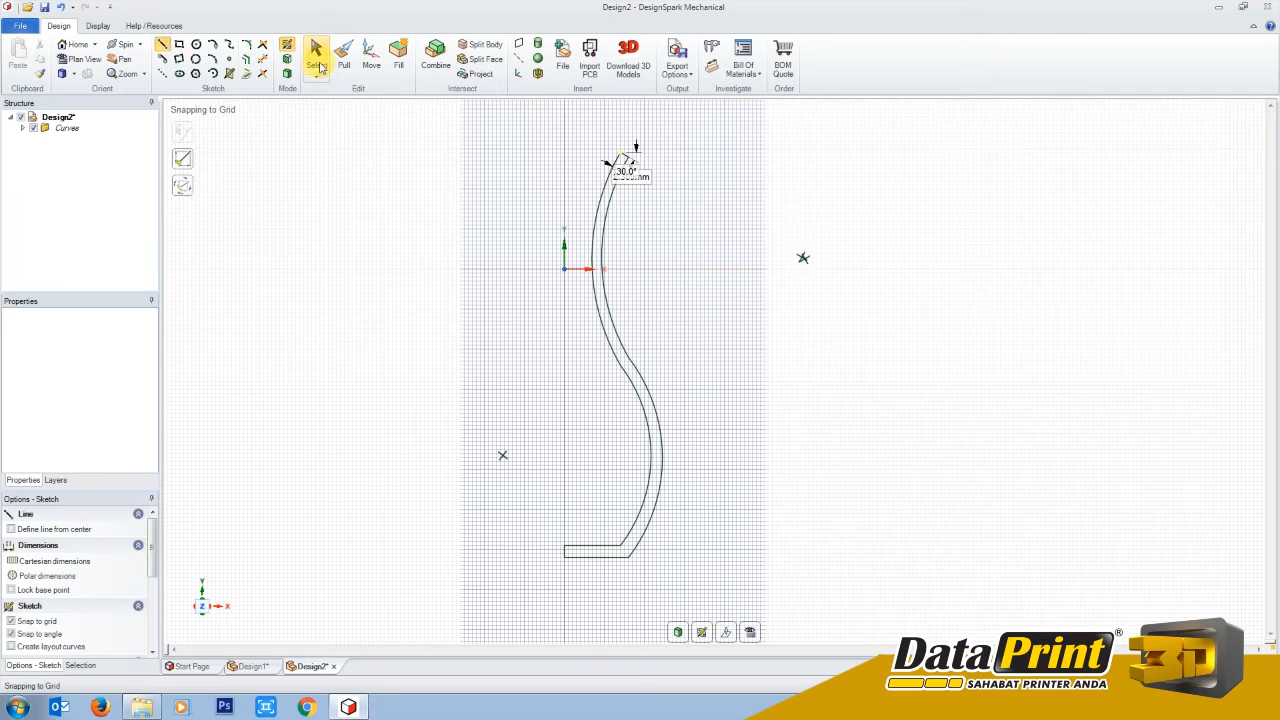 Design2 - DesignSpark Mechanical
File
Design
Display
Help / Resources
Paste
Home
Spin
Plan View
Pan
Zoom
Select
Pull
Move
Fill
Combine
Split Body
Split Face
Project
File
Import PCB
Download 3D Models
Export Options
Bill Of Materials
BOM Quote
Clipboard
Orient
Sketch
Mode
Edit
Intersect
Insert
Output
Investigate
Order
Structure
Snapping to Grid
Design2*
Curves
30.0°
Y
Properties
Properties
Layers
Options - Sketch
Line
Define line from center
Dimensions
Cartesian dimensions
Polar dimensions
Lock base point
Sketch
Snap to grid
Snap to angle
Create layout curves
Y
Z
X
Options - Sketch
Selection
Start Page
Design1*
Design2*
Snapping to Grid
Data Print ®
SAHABAT PRINTER ANDA
3D